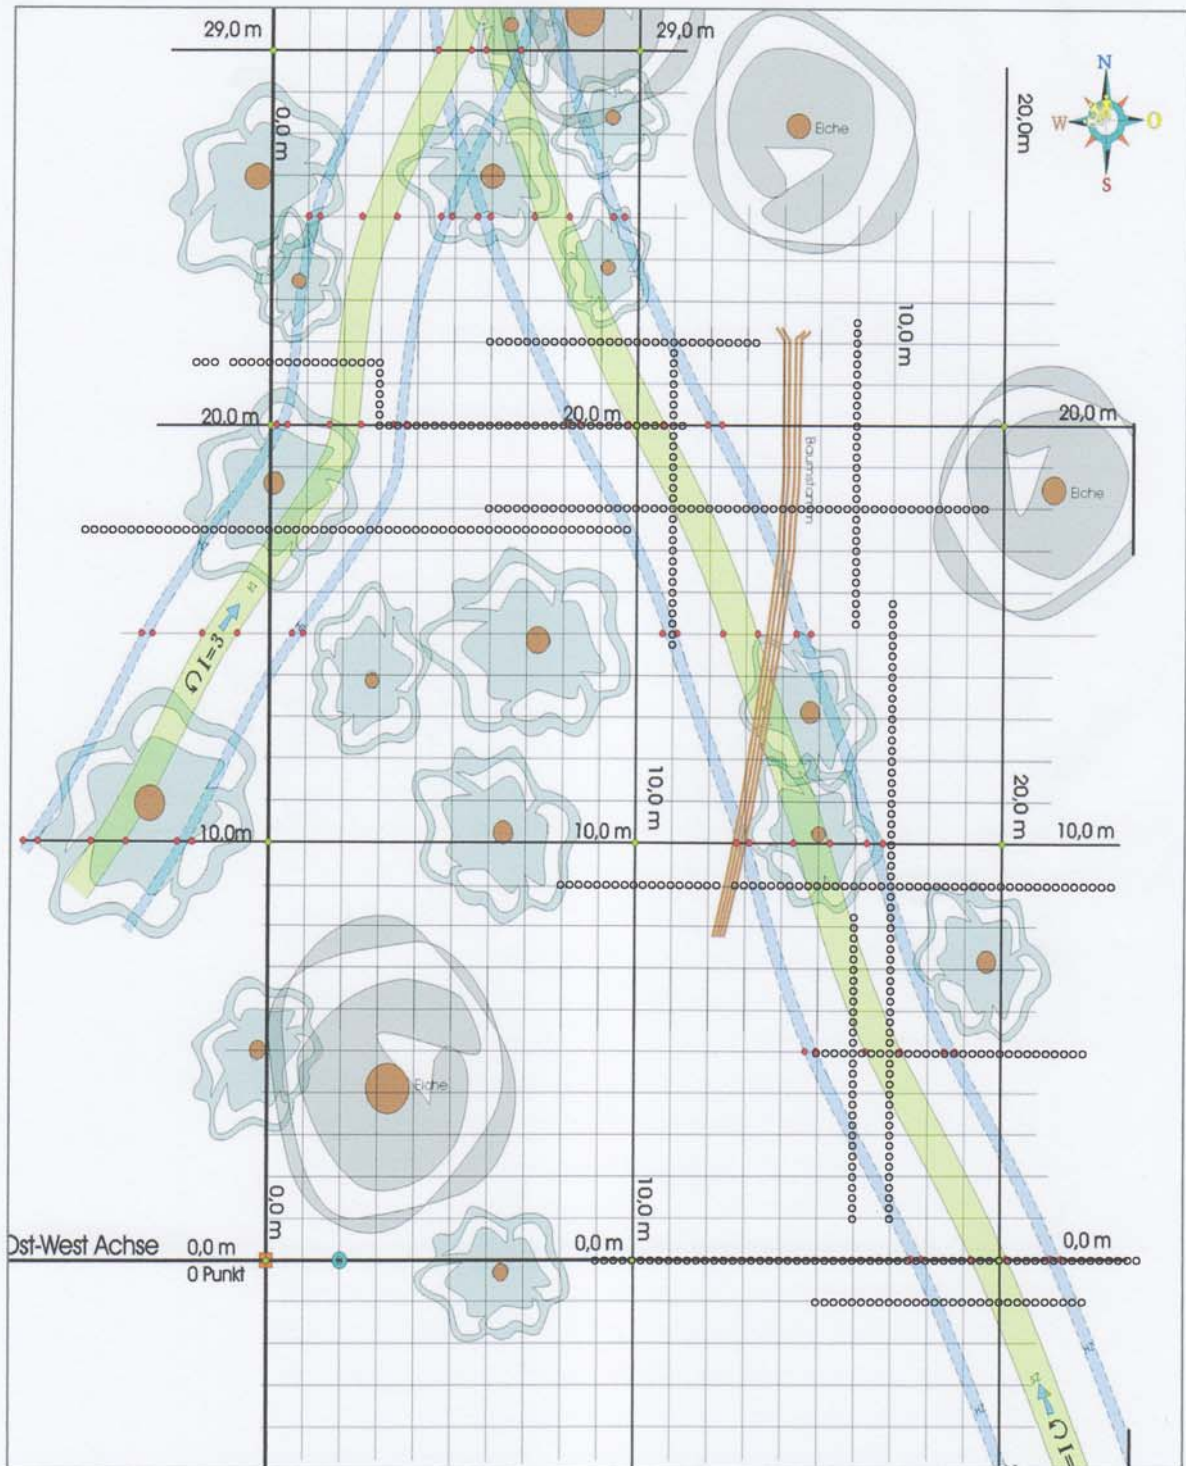 29,0 m
29,0 m
N
W
O
S
20,0m
0,0 m
Eiche
10,0 m
20,0 m
20,0 m
20,0 m
Baumstamm
Eiche
Ω I=3
10,0m
10,0 m
10,0 m
20,0 m
10,0 m
Eiche
0,0 m
10,0 m
Ost-West Achse
0,0 m
0,0 m
0,0 m
0 Punkt
Ω I=